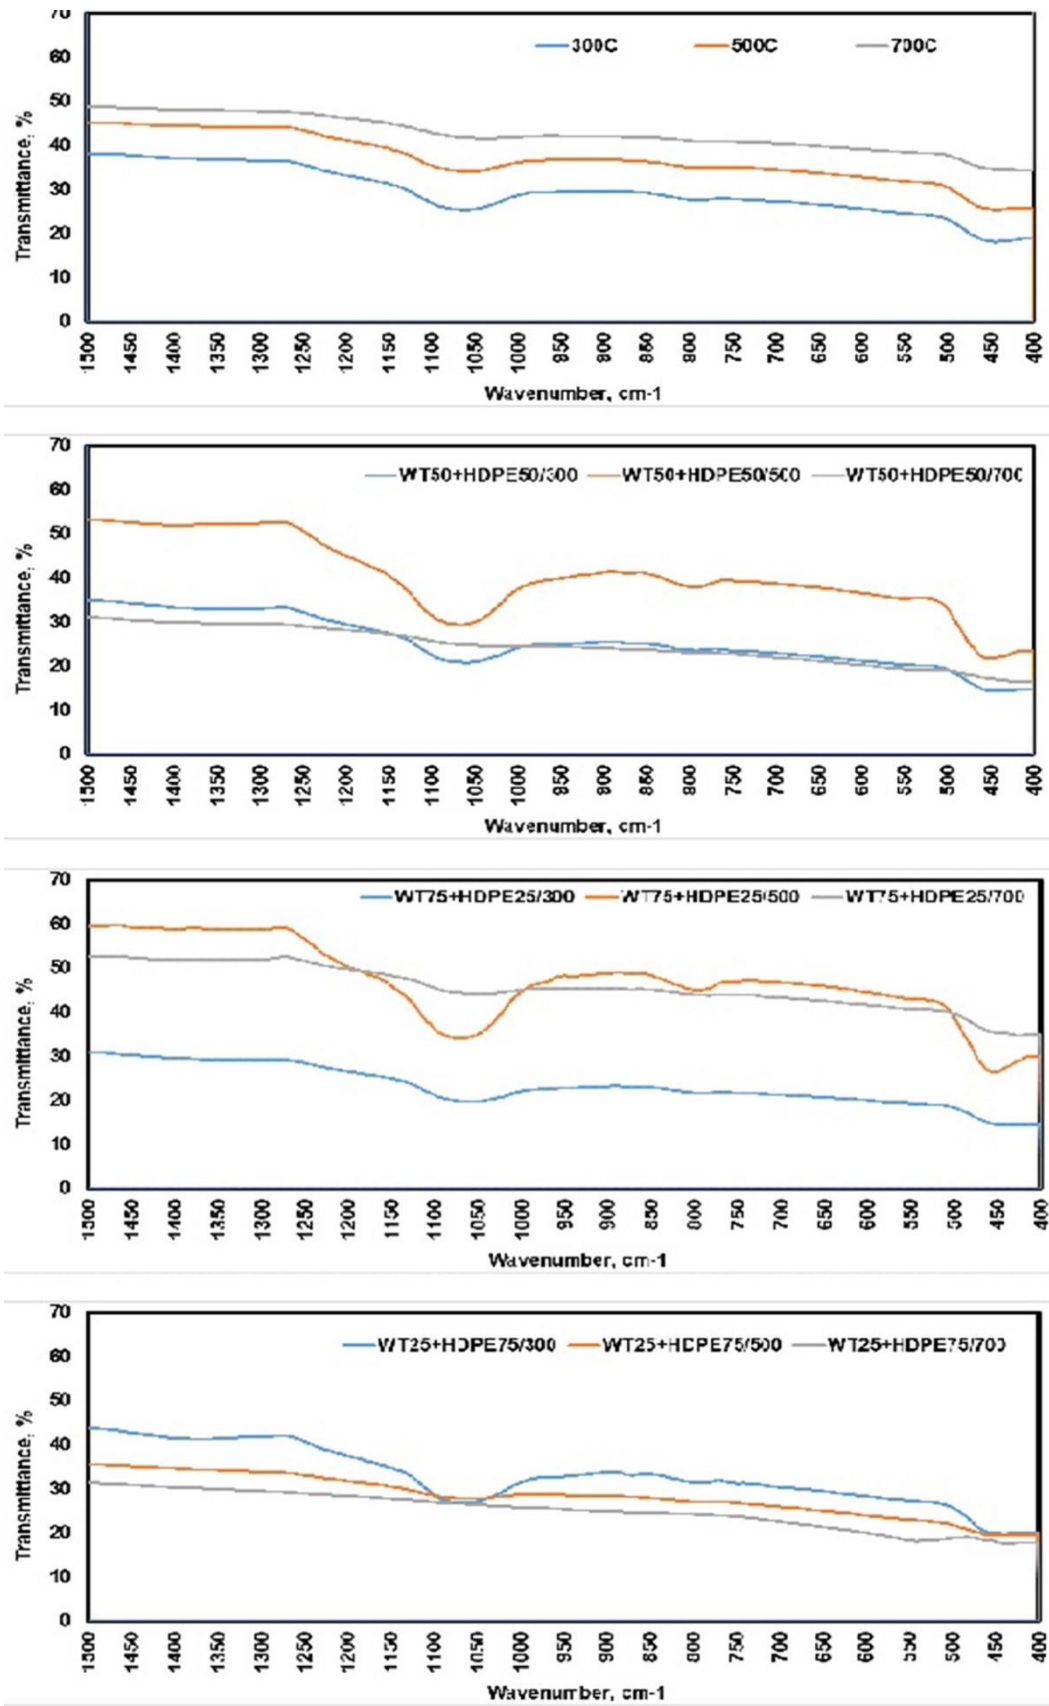 70
60
50
40
30
20
10
0
Transmittance, %
300C 500C 700C
1500 1450 1400 1350 1300 1250 1200 1150 1100 1050 1000 950 900 850 800 750 700 650 600 550 500 450 400
Wavenumber, cm-1
70
60
50
40
30
20
10
0
Transmittance, %
WT50+HDPE50/300 WT50+HDPE50/500 WT50+HDPE50/700
1500 1450 1400 1350 1300 1250 1200 1150 1100 1050 1000 950 900 850 800 750 700 650 600 550 500 450 400
Wavenumber, cm-1
70
60
50
40
30
20
10
0
Transmittance, %
WT75+HDPE25/300 WT75+HDPE25/500 WT75+HDPE25/700
1500 1450 1400 1350 1300 1250 1200 1150 1100 1050 1000 950 900 850 800 750 700 650 600 550 500 450 400
Wavenumber, cm-1
70
60
50
40
30
20
10
0
Transmittance, %
WT25+HDPE75/300 WT25+HDPE75/500 WT25+HDPE75/700
1500 1450 1400 1350 1300 1250 1200 1150 1100 1050 1000 950 900 850 800 750 700 650 600 550 500 450 400
Wavenumber, cm-1